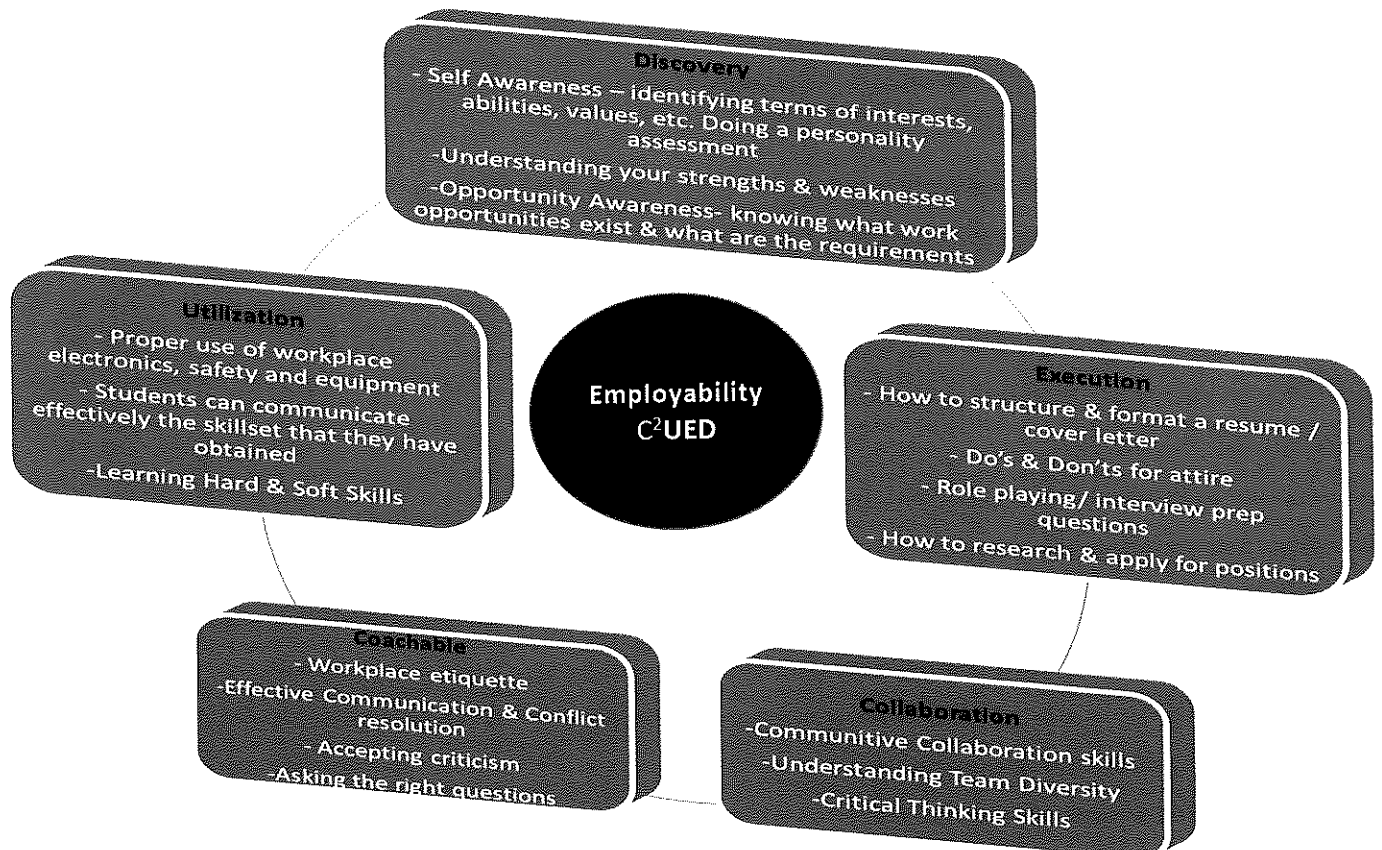 Discovery
- Self Awareness – identifying terms of interests,
abilities, values, etc. Doing a personality
assessment
-Understanding your strengths & weaknesses
-Opportunity Awareness- knowing what work
opportunities exist & what are the requirements
Utilization
- Proper use of workplace
electronics, safety and equipment
- Students can communicate
effectively the skillset that they have
obtained
-Learning Hard & Soft Skills
Employability
C²UED
Execution
- How to structure & format a resume /
cover letter
- Do's & Don'ts for attire
- Role playing/ interview prep
questions
- How to research & apply for positions
Coachable
- Workplace etiquette
-Effective Communication & Conflict
resolution
- Accepting criticism
-Asking the right questions
Collaboration
-Communitive Collaboration skills
-Understanding Team Diversity
-Critical Thinking Skills